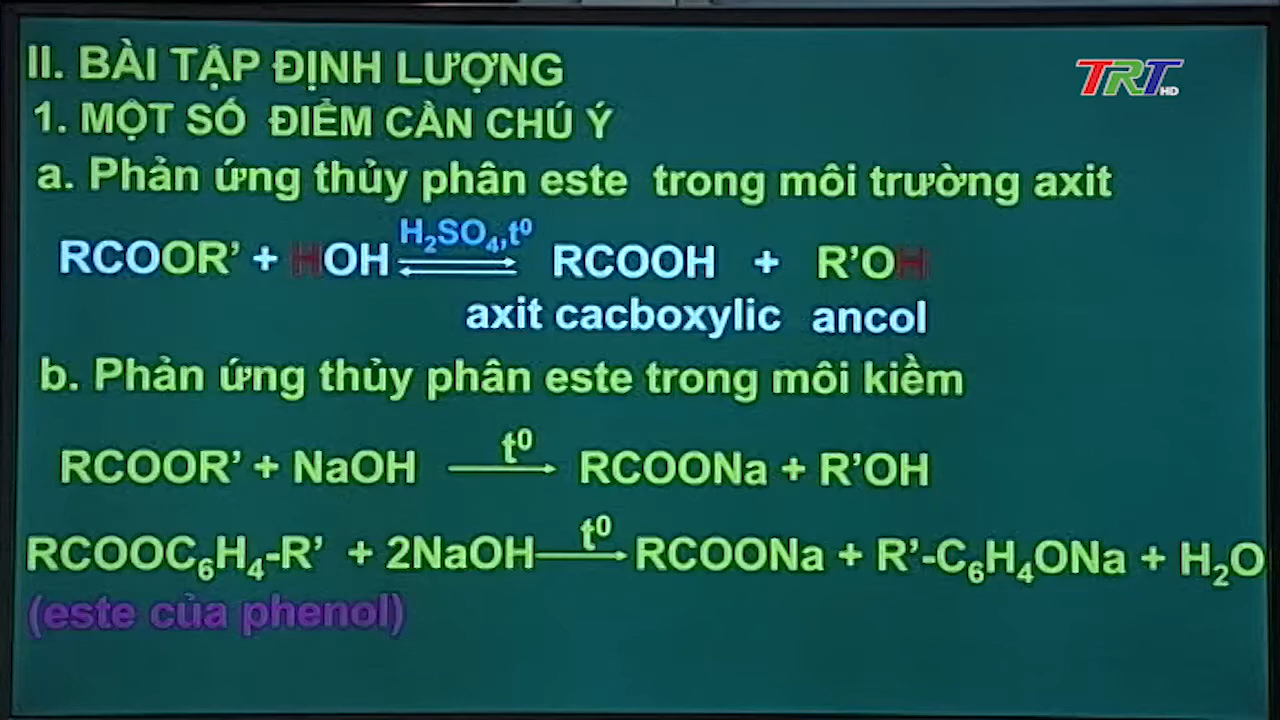 II. BÀI TẬP ĐỊNH LƯỢNG
TRT HD
1. MỘT SỐ ĐIỂM CẦN CHÚ Ý
a. Phản ứng thủy phân este trong môi trường axit
H₂SO₄,t⁰
RCOOR’ + HOH ⇌ RCOOH + R’OH
axit cacboxylic ancol
b. Phản ứng thủy phân este trong môi kiềm
t⁰
RCOOR’ + NaOH → RCOONa + R’OH
t⁰
RCOOC₆H₄-R’ + 2NaOH → RCOONa + R’-C₆H₄ONa + H₂O
(este của phenol)